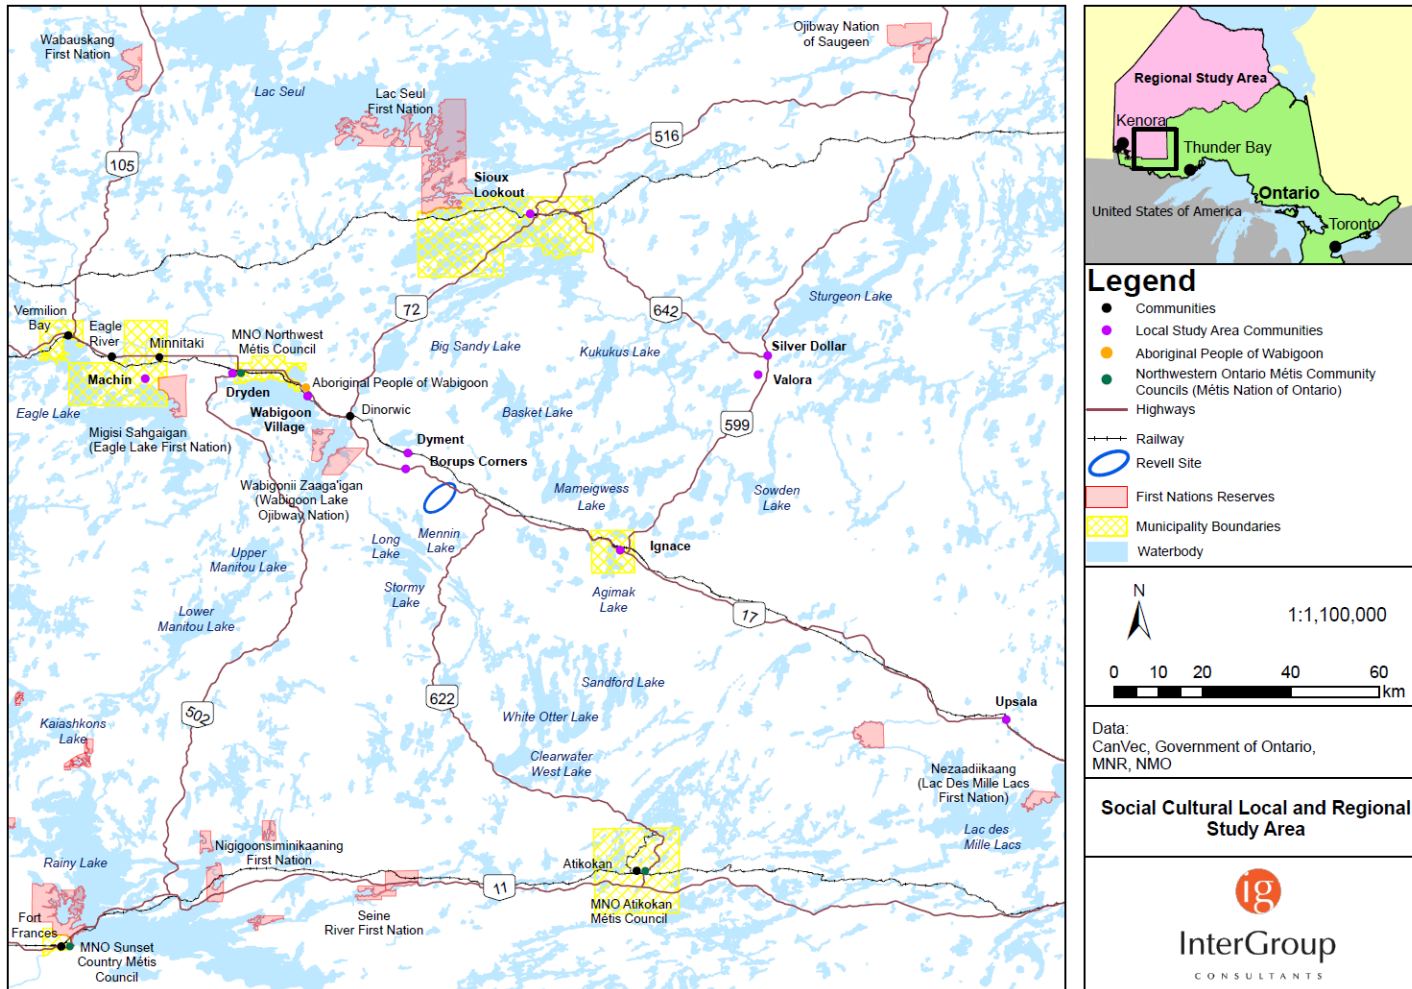 Wabauskang
First Nation
Ojibway Nation
of Saugeen
Lac Seul
Lac Seul
First Nation
105
516
Sioux
Lookout
72
642
Sturgeon Lake
Vermilion
Bay
Eagle
River
Minnitaki
MNO Northwest
Métis Council
Big Sandy Lake
Kukukus Lake
Silver Dollar
Valora
Machin
Dryden
Aboriginal People of Wabigoon
Wabigoon
Village
Dinorwic
Eagle Lake
Basket Lake
599
Migisi Sahgaigan
(Eagle Lake First Nation)
Dyment
Borups Corners
Wabigonii Zaaga'igan
(Wabigoon Lake
Ojibway Nation)
Mameigwess
Lake
Sowden
Lake
Mennin
Lake
Long
Lake
Upper
Manitou Lake
Stormy
Lake
Ignace
Agimak
Lake
17
Lower
Manitou Lake
Sandford Lake
622
502
White Otter Lake
Upsala
Kaiashkons
Lake
Clearwater
West Lake
Nezaadiikaang
(Lac Des Mille Lacs
First Nation)
Lac des
Mille Lacs
Rainy Lake
Nigigoonsiminikaaning
First Nation
Atikokan
11
MNO Atikokan
Métis Council
Seine
River First Nation
Fort
Frances
MNO Sunset
Country Métis
Council
Regional Study Area
Kenora
Thunder Bay
Ontario
United States of America
Toronto
Legend
Communities
Local Study Area Communities
Aboriginal People of Wabigoon
Northwestern Ontario Métis Community
Councils (Métis Nation of Ontario)
Highways
Railway
Revell Site
First Nations Reserves
Municipality Boundaries
Waterbody
N
1:1,100,000
0 10 20 40 60
km
Data:
CanVec, Government of Ontario,
MNR, NMO
Social Cultural Local and Regional
Study Area
ig
InterGroup
CONSULTANTS